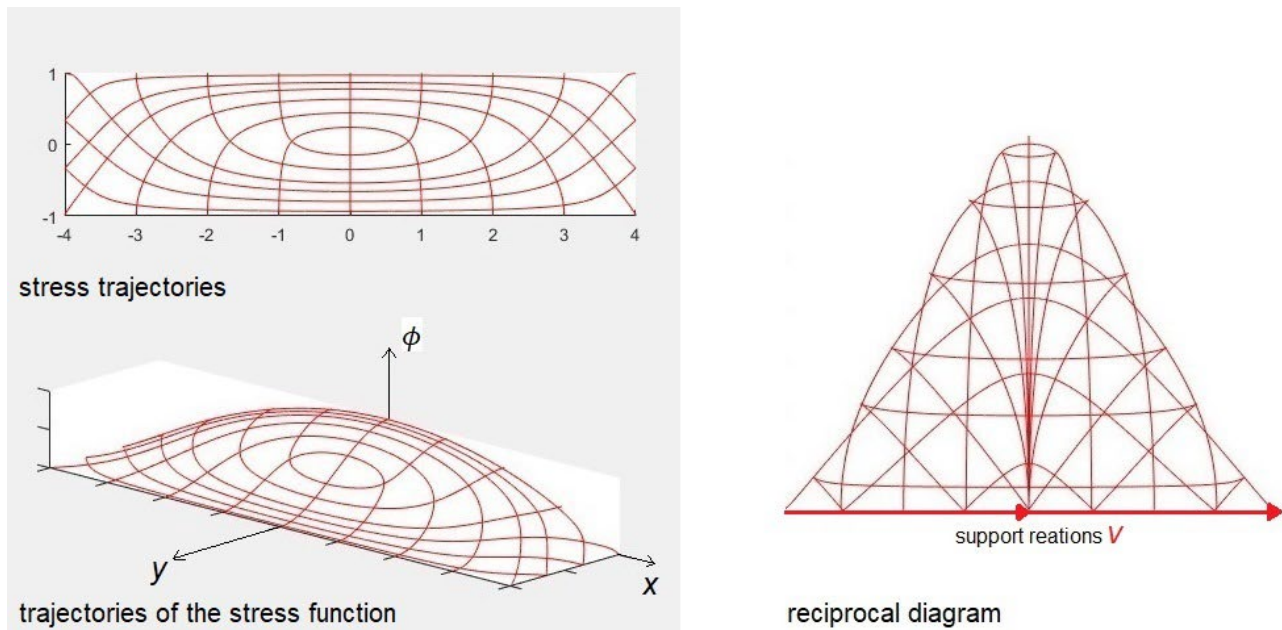 1
0
-1
-4 -3 -2 -1 0 1 2 3 4
stress trajectories
ϕ
y
x
trajectories of the stress function
support reations V
reciprocal diagram